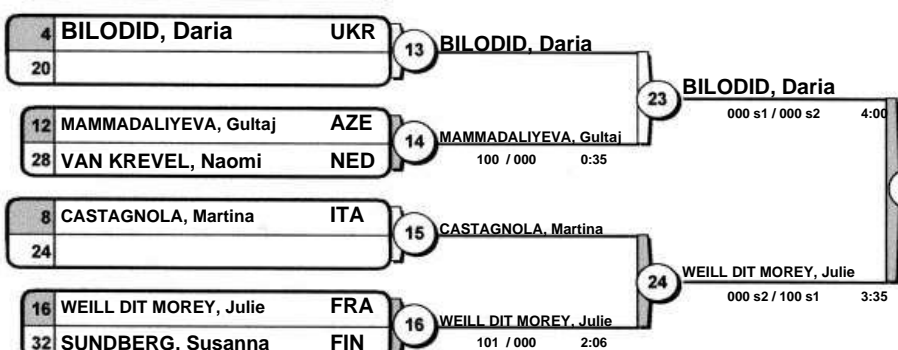 4 BILODID, Daria UKR
20
13 BILODID, Daria
12 MAMMADALIYEVA, Gultaj AZE
28 VAN KREVEL, Naomi NED
14 MAMMADALIYEVA, Gultaj
100 / 000 0:35
23 BILODID, Daria
000 s1 / 000 s2 4:00
8 CASTAGNOLA, Martina ITA
24
15 CASTAGNOLA, Martina
16 WEILL DIT MOREY, Julie FRA
32 SUNDBERG, Susanna FIN
16 WEILL DIT MOREY, Julie
101 / 000 2:06
24 WEILL DIT MOREY, Julie
000 s2 / 100 s1 3:35